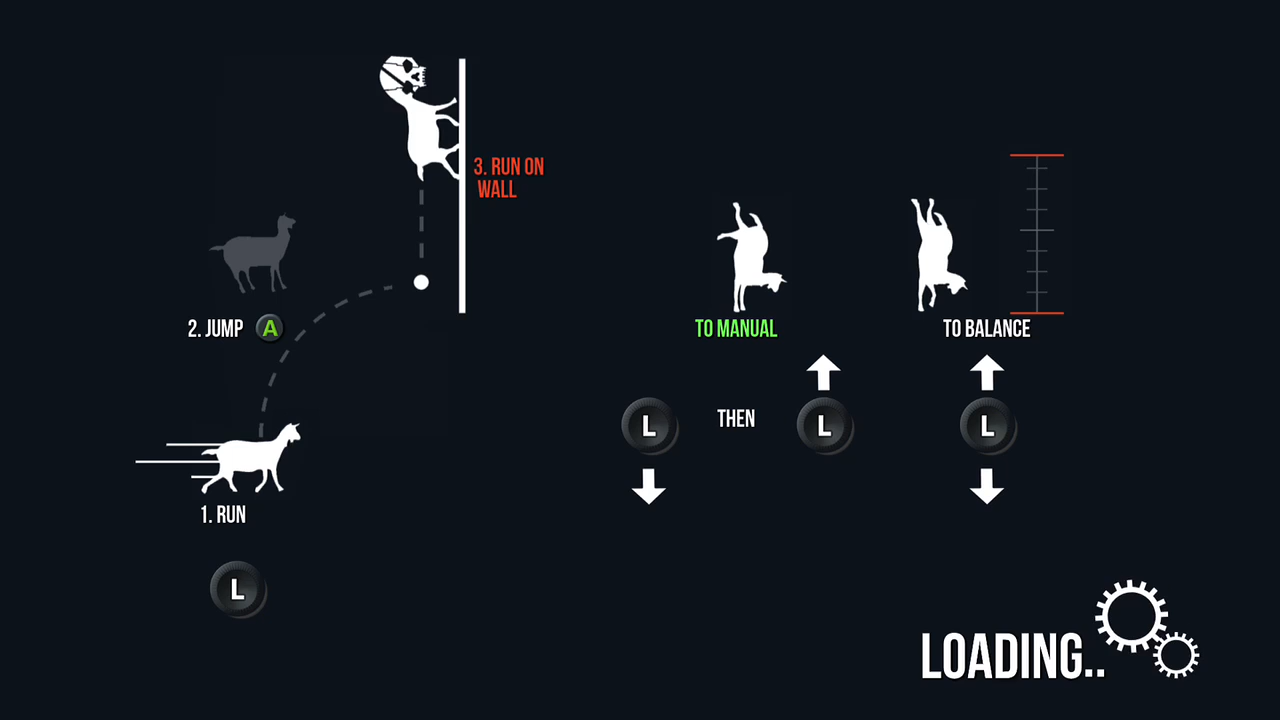 3. RUN ON
WALL
2. JUMP A
1. RUN
L
TO MANUAL
TO BALANCE
L THEN L
L
LOADING..